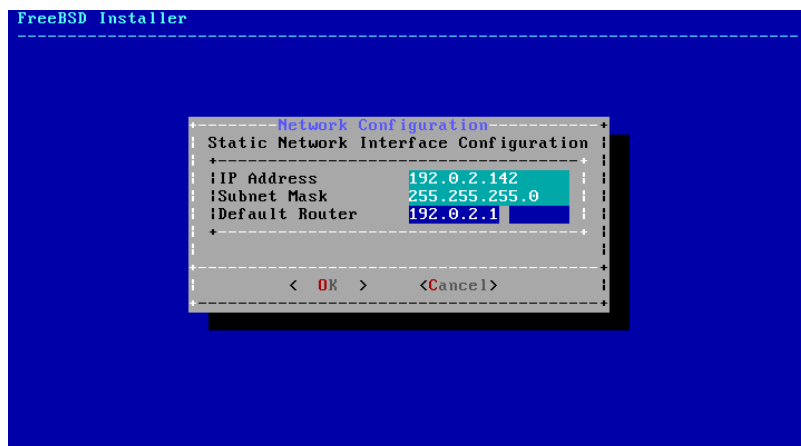 FreeBSD Installer
Network Configuration
Static Network Interface Configuration
IP Address 192.0.2.142
Subnet Mask 255.255.255.0
Default Router 192.0.2.1
< OK > <Cancel>